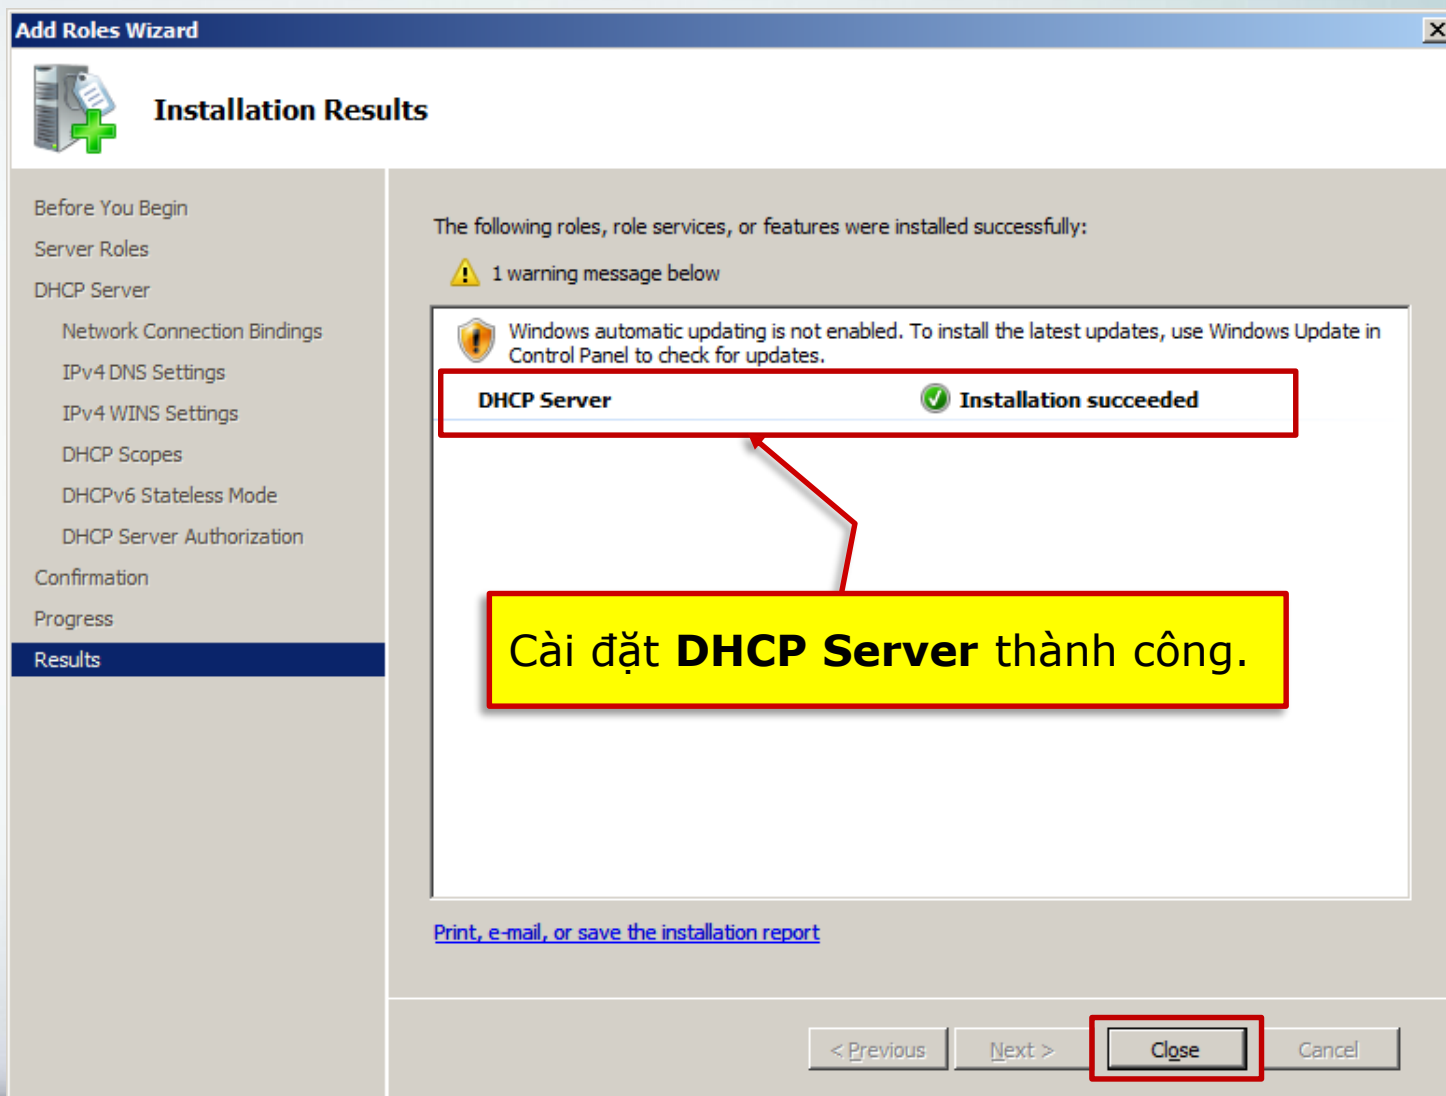 Add Roles Wizard
Installation Results
Before You Begin
Server Roles
DHCP Server
Network Connection Bindings
IPv4 DNS Settings
IPv4 WINS Settings
DHCP Scopes
DHCPv6 Stateless Mode
DHCP Server Authorization
Confirmation
Progress
Results
The following roles, role services, or features were installed successfully:
1 warning message below
Windows automatic updating is not enabled. To install the latest updates, use Windows Update in
Control Panel to check for updates.
DHCP Server Installation succeeded
Cài đặt DHCP Server thành công.
Print, e-mail, or save the installation report
< Previous Next > Close Cancel